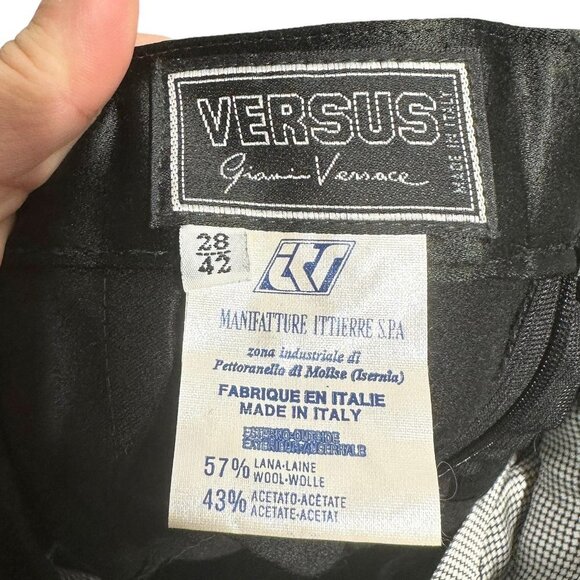 VERSUS
Gianni Versace
MADE IN ITALY
28
42
ITTR
MANIFATTURE ITTIERRE S.P.A
zona industriale di
Pettoranello di Molise (Isernia)
FABRIQUE EN ITALIE
MADE IN ITALY
57% LANA-LAINE
WOOL-WOLLE
43% ACETATO-ACÉTATE
ACETATE-ACETAT